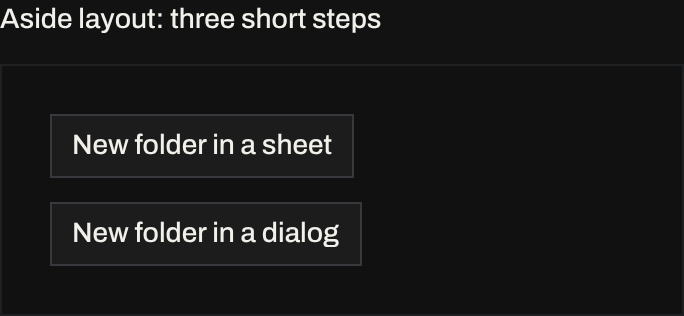 Aside layout: three short steps
New folder in a sheet
New folder in a dialog